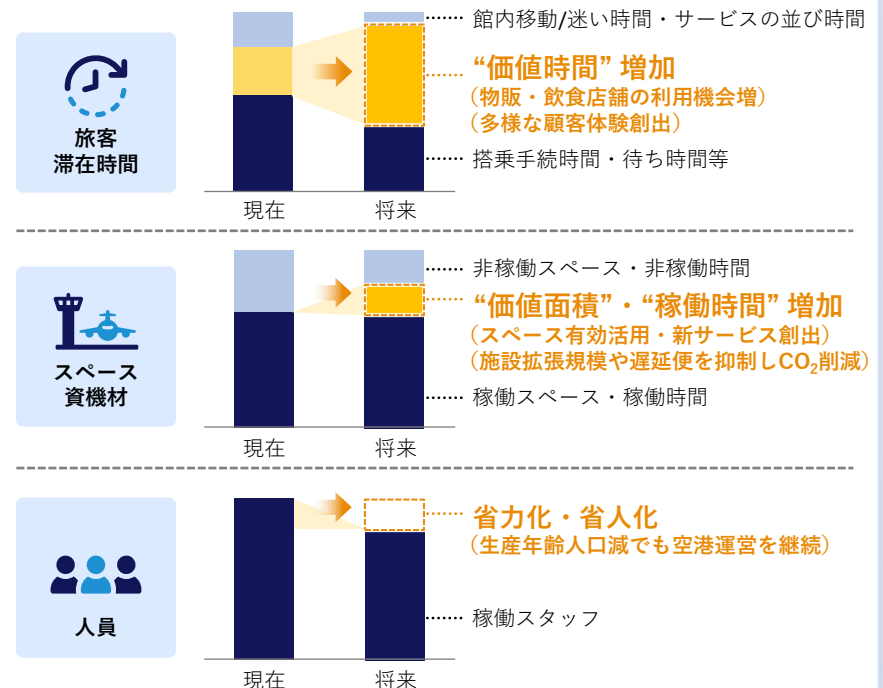 館内移動/迷い時間・サービスの並び時間
“価値時間” 増加
（物販・飲食店舗の利用機会増）
（多様な顧客体験創出）
搭乗手続時間・待ち時間等
旅客
滞在時間
現在
将来
非稼働スペース・非稼働時間
“価値面積”・“稼働時間” 増加
（スペース有効活用・新サービス創出）
（施設拡張規模や遅延便を抑制しCO₂削減）
稼働スペース・稼働時間
スペース
資機材
現在
将来
省力化・省人化
（生産年齢人口減でも空港運営を継続）
稼働スタッフ
人員
現在
将来